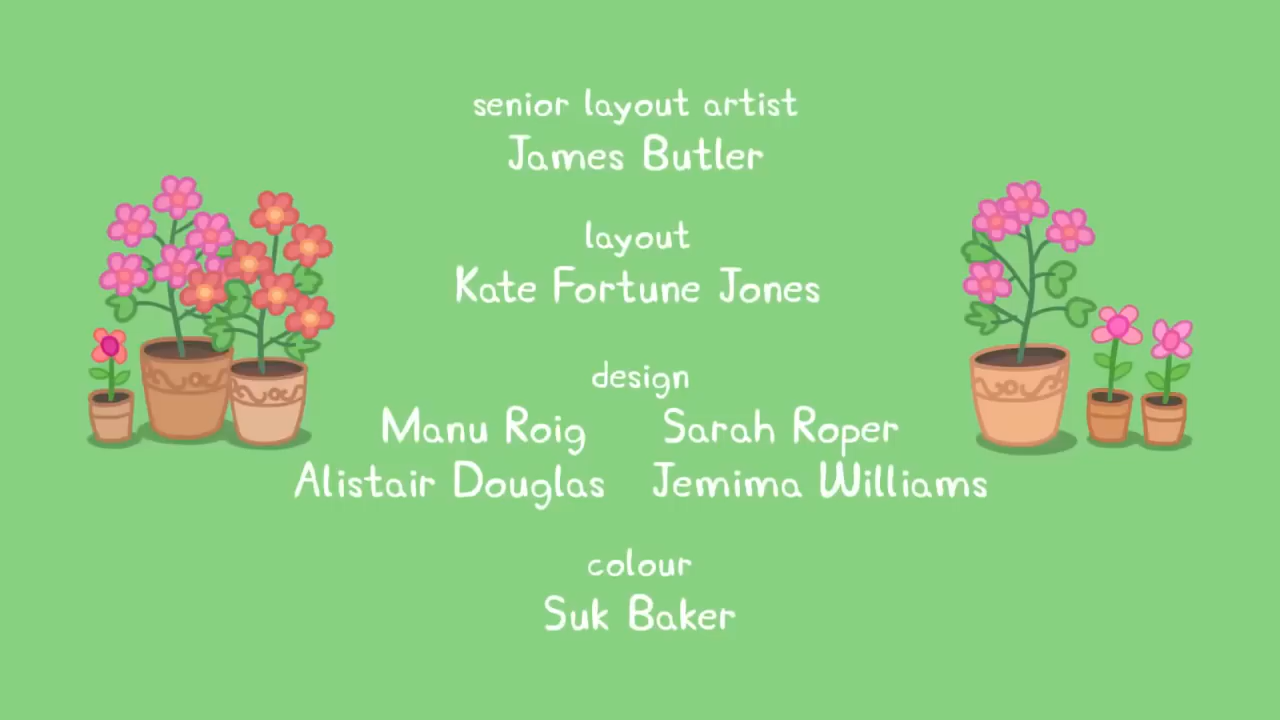 senior layout artist
James Butler
layout
Kate Fortune Jones
design
Manu Roig Sarah Roper
Alistair Douglas Jemima Williams
colour
Suk Baker